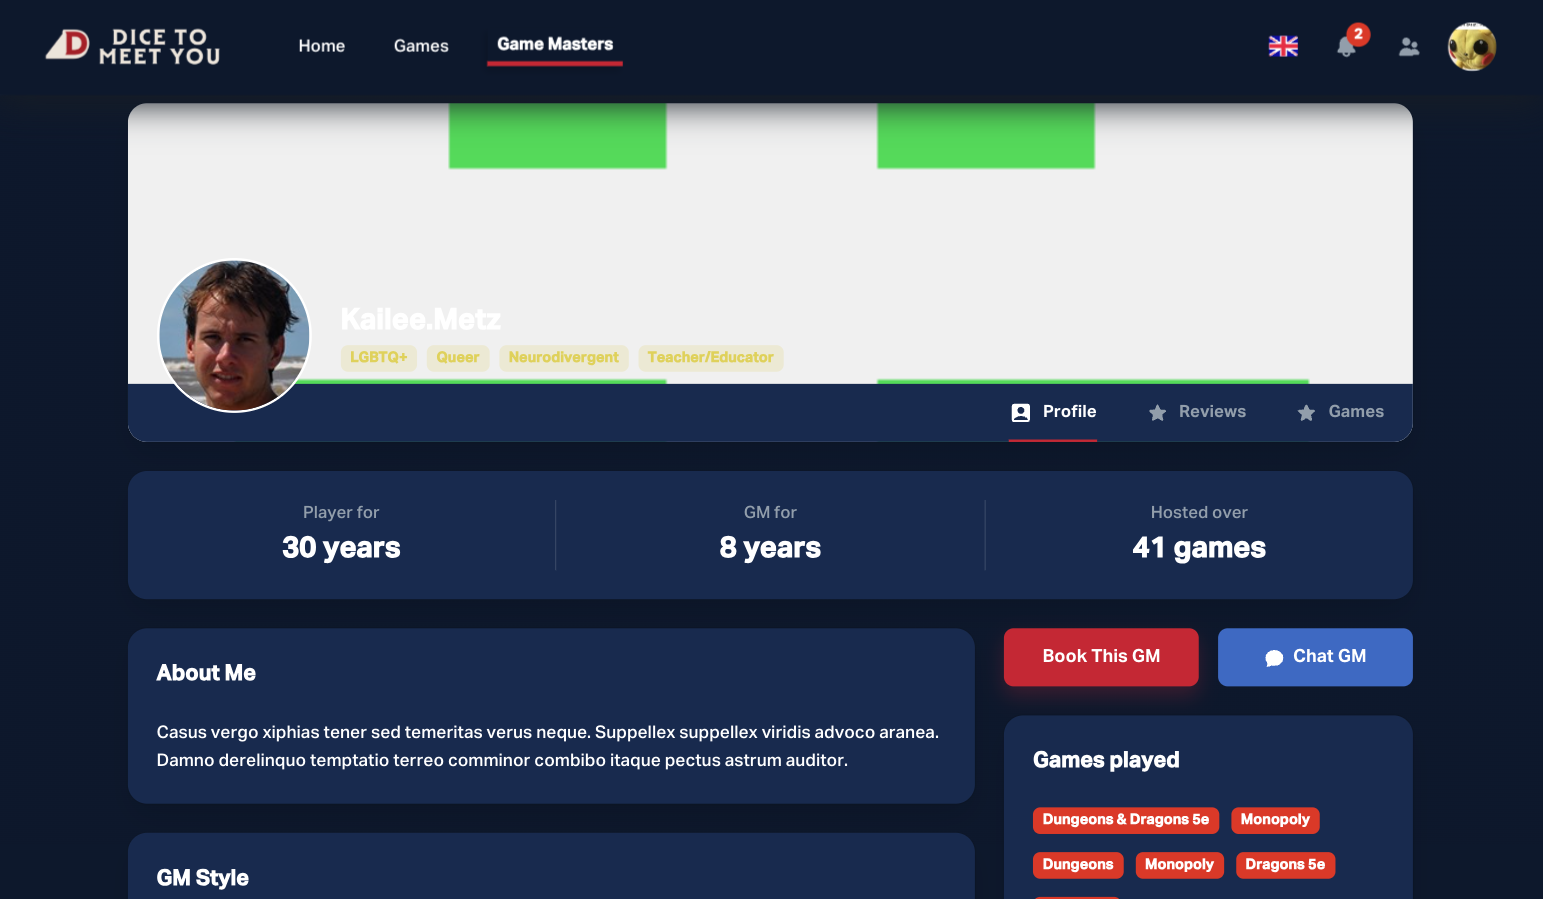 DICE TO
MEET YOU
Home
Games
Game Masters
2
Kailee.Metz
LGBTQ+
Queer
Neurodivergent
Teacher/Educator
Profile
Reviews
Games
Player for
30 years
GM for
8 years
Hosted over
41 games
About Me
Casus vergo xiphias tener sed temeritas verus neque. Suppellex suppellex viridis advoco aranea.
Damno derelinquo temptatio terreo comminor combibo itaque pectus astrum auditor.
GM Style
Book This GM
Chat GM
Games played
Dungeons & Dragons 5e
Monopoly
Dungeons
Monopoly
Dragons 5e